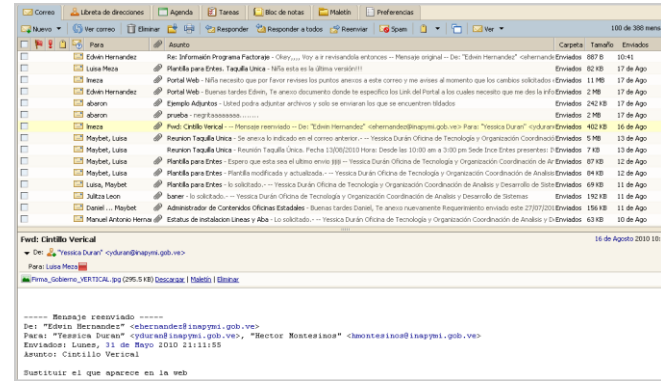 Correo Libreta de direcciones Agenda Tareas Bloc de notas Maletín Preferencias
Nuevo Ver correo Eliminar Responder Responder a todos Reenviar Spam Ver 100 de 388
Para Asunto Carpeta Tamaño Enviados
Edwin Hernandez Re: Información Programa Factoraje - Okey,,,, Voy a ir revisandola entonces -- Mensaje original -- De: "Edwin Hernandez" Enviados 887 B 10:41
Luisa Meza Plantilla para Entes. Taquilla Unica - Niña esta es la última versión!!! Enviados 82 KB 17 de Ago
lmeza Portal Web - Niña necesito que por favor revises los puntos anexos a este correo y me avises al momento que los cambios solicitados Enviados 11 MB 17 de Ago
Edwin Hernandez Portal Web - Buenas tardes Edwin, Te anexo documento donde te especifico los Link del Portal a los cuales necesito que me des la info Enviados 2 MB 17 de Ago
abaron Ejemplo Adjuntos - Usted podra adjuntar archivos y solo se enviaran los que se encuentren tildados Enviados 242 KB 17 de Ago
abaron prueba - negritaaaaaaa........ Enviados 2 MB 17 de Ago
lmeza Fwd: Cintillo Verical - -- Mensaje reenviado -- De: "Edwin Hernandez" <ehernandez@inapymi.gob.ve> Para: "Yessica Duran" Enviados 402 KB 16 de Ago
Maybet, Luisa Reunion Taquilla Unica - Se anexa lo indicado en el correo anterior.- -- Yessica Durán Oficina de Tecnología y Organización Enviados 5 MB 13 de Ago
Maybet, Luisa Reunion Taquilla Unica - Reunión Taquilla Única. Fecha 13/08/2010 Hora: Desde las 10:00 am a 3:00 pm Sede Ince Entes presentes: Enviados 7 KB 13 de Ago
Maybet, Luisa Plantilla para Entes - Espero que esta sea el ultimo envio jijiji -- Yessica Durán Oficina de Tecnología y Organización Coordinación de Enviados 87 KB 12 de Ago
Maybet, Luisa Plantilla para Entes - Plantilla modificada y actualizada.- -- Yessica Durán Oficina de Tecnología y Organización Coordinación de Enviados 84 KB 12 de Ago
Luisa, Maybet Plantilla para Entes - lo solicitado.- -- Yessica Durán Oficina de Tecnología y Organización Coordinación de Analisis y Desarrollo de Enviados 69 KB 11 de Ago
Julitza Leon baner - lo solicitado.- -- Yessica Durán Oficina de Tecnología y Organización Coordinación de Analisis y Desarrollo de Sistemas Enviados 192 KB 11 de Ago
Daniel ... Maybet Administrador de Contenidos Oficinas Estadales - Buenas tardes Daniel, Te anexo nuevamente Requerimiento enviado este Enviados 156 KB 11 de Ago
Manuel Antonio Estatus de instalacion Lineas y Aba - Lo solicitado.- -- Yessica Durán Oficina de Tecnología y Organización Coordinación de Analisis y Enviados 63 KB 10 de Ago
Fwd: Cintillo Verical 16 de Agosto 2010
De: "Yessica Duran" <yduran@inapymi.gob.ve>
Para: Luisa Meza
Firma_Gobierno_VERTICAL.jpg (295.5 KB) Descargar | Maletín | Eliminar
----- Mensaje reenviado -----
De: "Edwin Hernandez" <ehernandez@inapymi.gob.ve>
Para: "Yessica Duran" <yduran@inapymi.gob.ve>, "Hector Montesinos" <hmontesinos@inapymi.gob.ve>
Enviados: Lunes, 31 de Mayo 2010 21:11:55
Asunto: Cintillo Verical
Sustituir el que aparece en la web